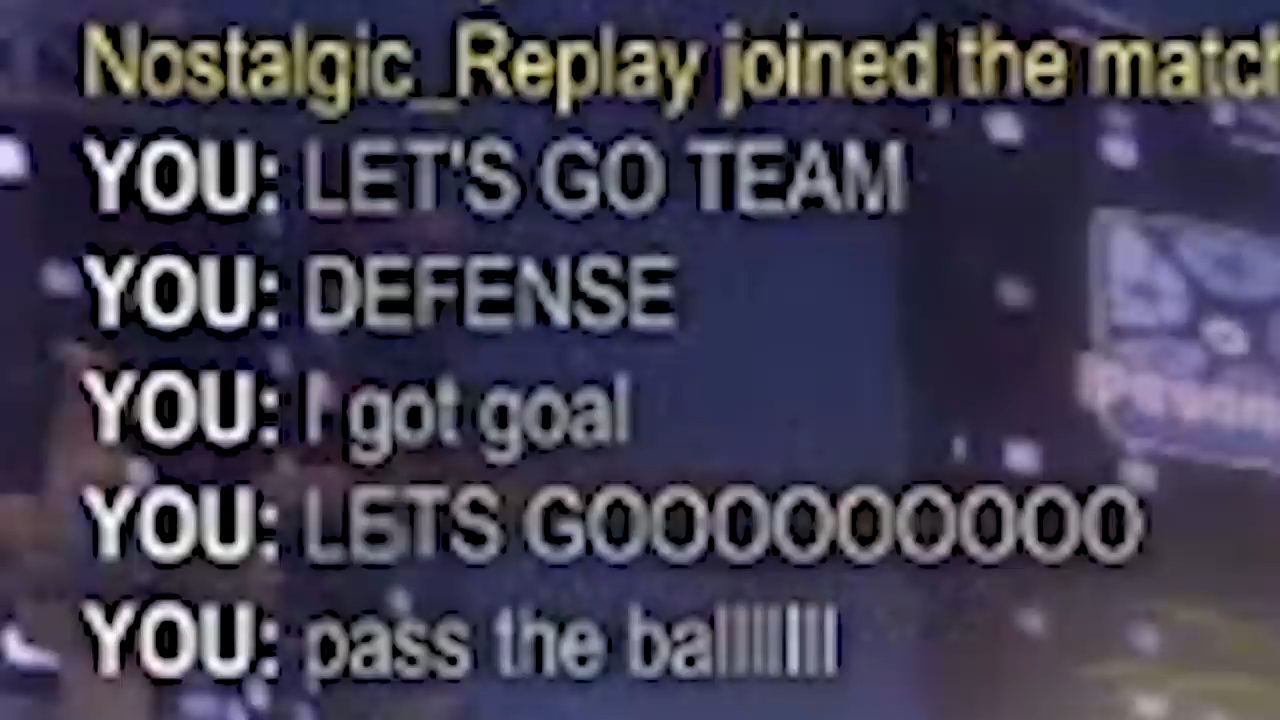 Nostalgic_Replay joined the match
YOU: LET'S GO TEAM
YOU: DEFENSE
YOU: I got goal
YOU: LETS GOOOOOOOOOO
YOU: pass the balllllll